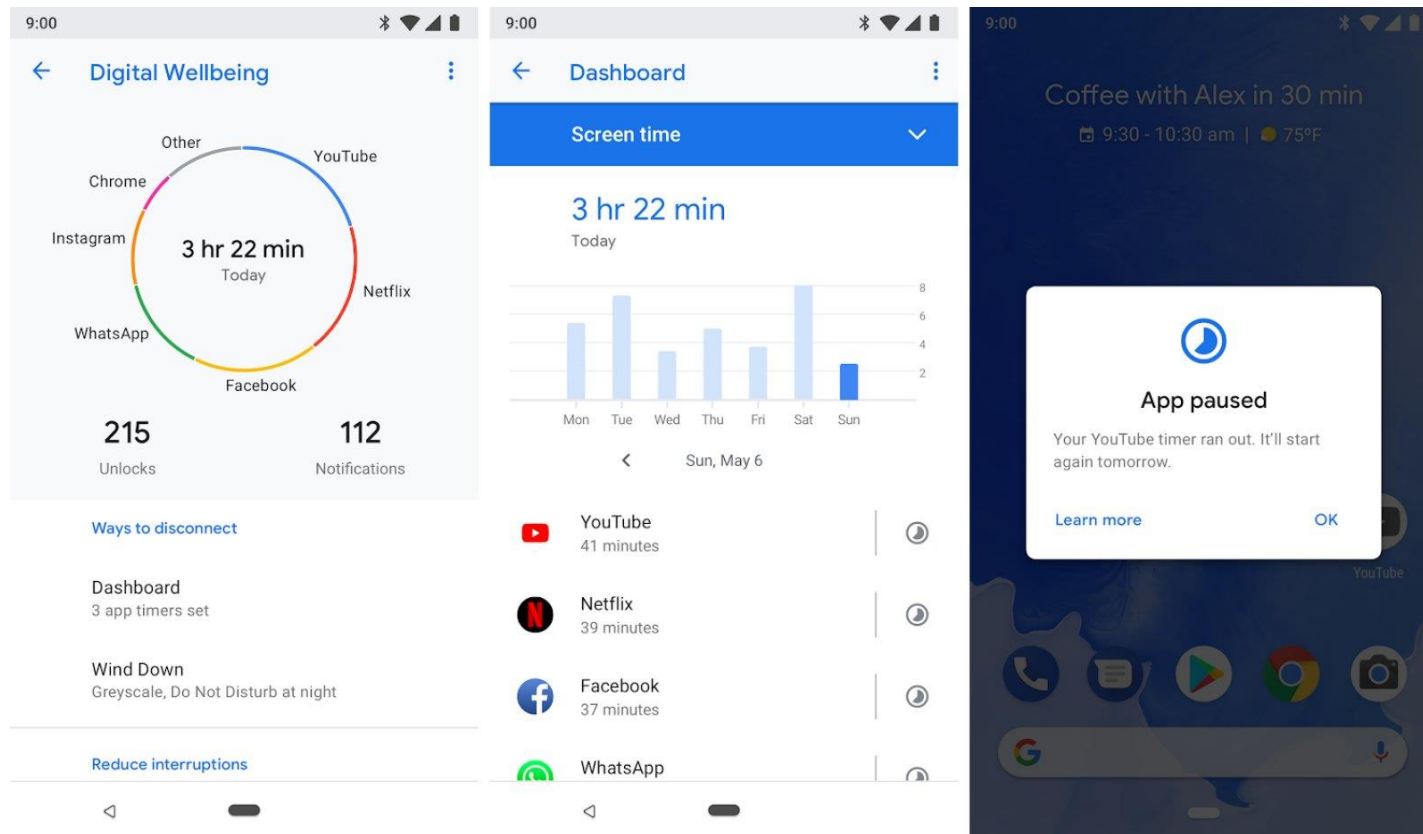 9:00
Digital Wellbeing
Other
YouTube
Chrome
Instagram
3 hr 22 min
Today
Netflix
WhatsApp
Facebook
215
112
Unlocks
Notifications
Ways to disconnect
Dashboard
3 app timers set
Wind Down
Greyscale, Do Not Disturb at night
Reduce interruptions
9:00
Dashboard
Screen time
3 hr 22 min
Today
8
6
4
2
Mon Tue Wed Thu Fri Sat Sun
Sun, May 6
YouTube
41 minutes
Netflix
39 minutes
Facebook
37 minutes
WhatsApp
9:00
Coffee with Alex in 30 min
9:30 - 10:30 am | 75°F
App paused
Your YouTube timer ran out. It'll start
again tomorrow.
Learn more
OK
YouTube